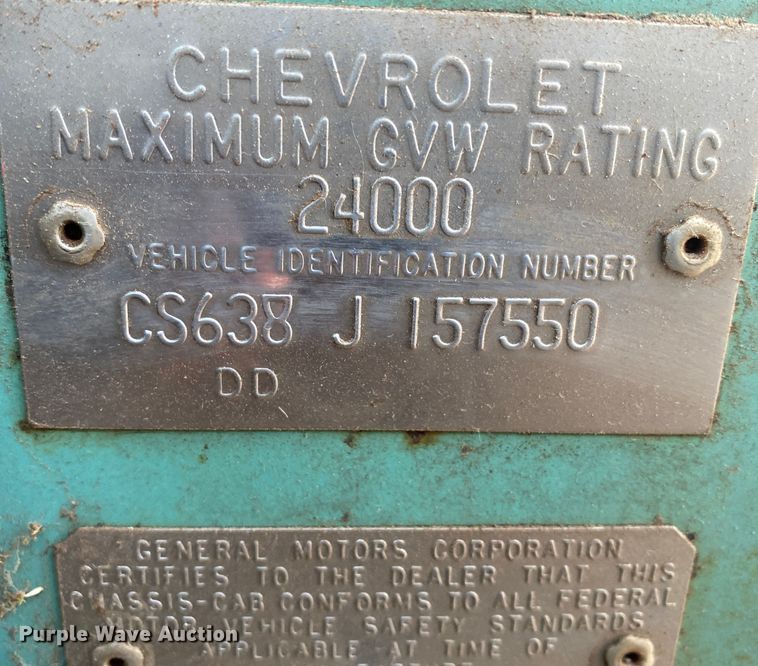 CHEVROLET
MAXIMUM GVW RATING
24000
VEHICLE IDENTIFICATION NUMBER
CS638 J 157550
DD
GENERAL MOTORS CORPORATION
CERTIFIES TO THE DEALER THAT THIS
CHASSIS-CAB CONFORMS TO ALL FEDERAL
MOTOR VEHICLE SAFETY STANDARDS
APPLICABLE AT TIME OF
Purple Wave Auction